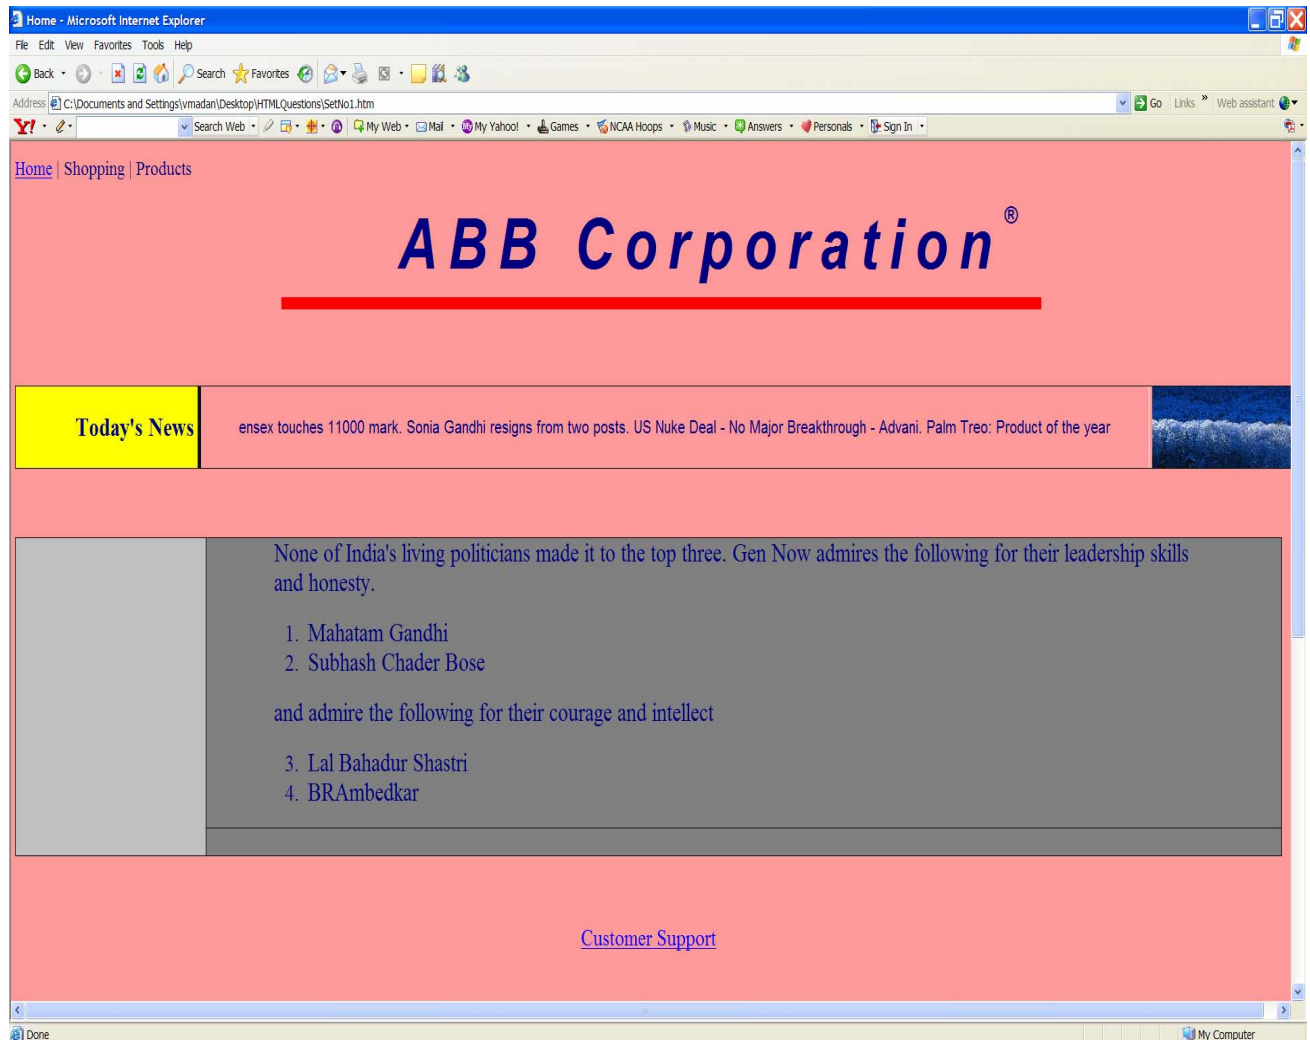 Home - Microsoft Internet Explorer
File Edit View Favorites Tools Help
Back Search Favorites
Address C:\Documents and Settings\vmadan\Desktop\HTMLQuestions\SetNo1.htm Go Links » Web assistant
Y! Search Web My Web Mail My Yahoo! Games NCAA Hoops Music Answers Personals Sign In
Home | Shopping | Products
ABB Corporation®
Today's News ensex touches 11000 mark. Sonia Gandhi resigns from two posts. US Nuke Deal - No Major Breakthrough - Advani. Palm Treo: Product of the year
None of India's living politicians made it to the top three. Gen Now admires the following for their leadership skills
and honesty.
1. Mahatam Gandhi
2. Subhash Chader Bose
and admire the following for their courage and intellect
3. Lal Bahadur Shastri
4. BRAmbedkar
Customer Support
Done My Computer